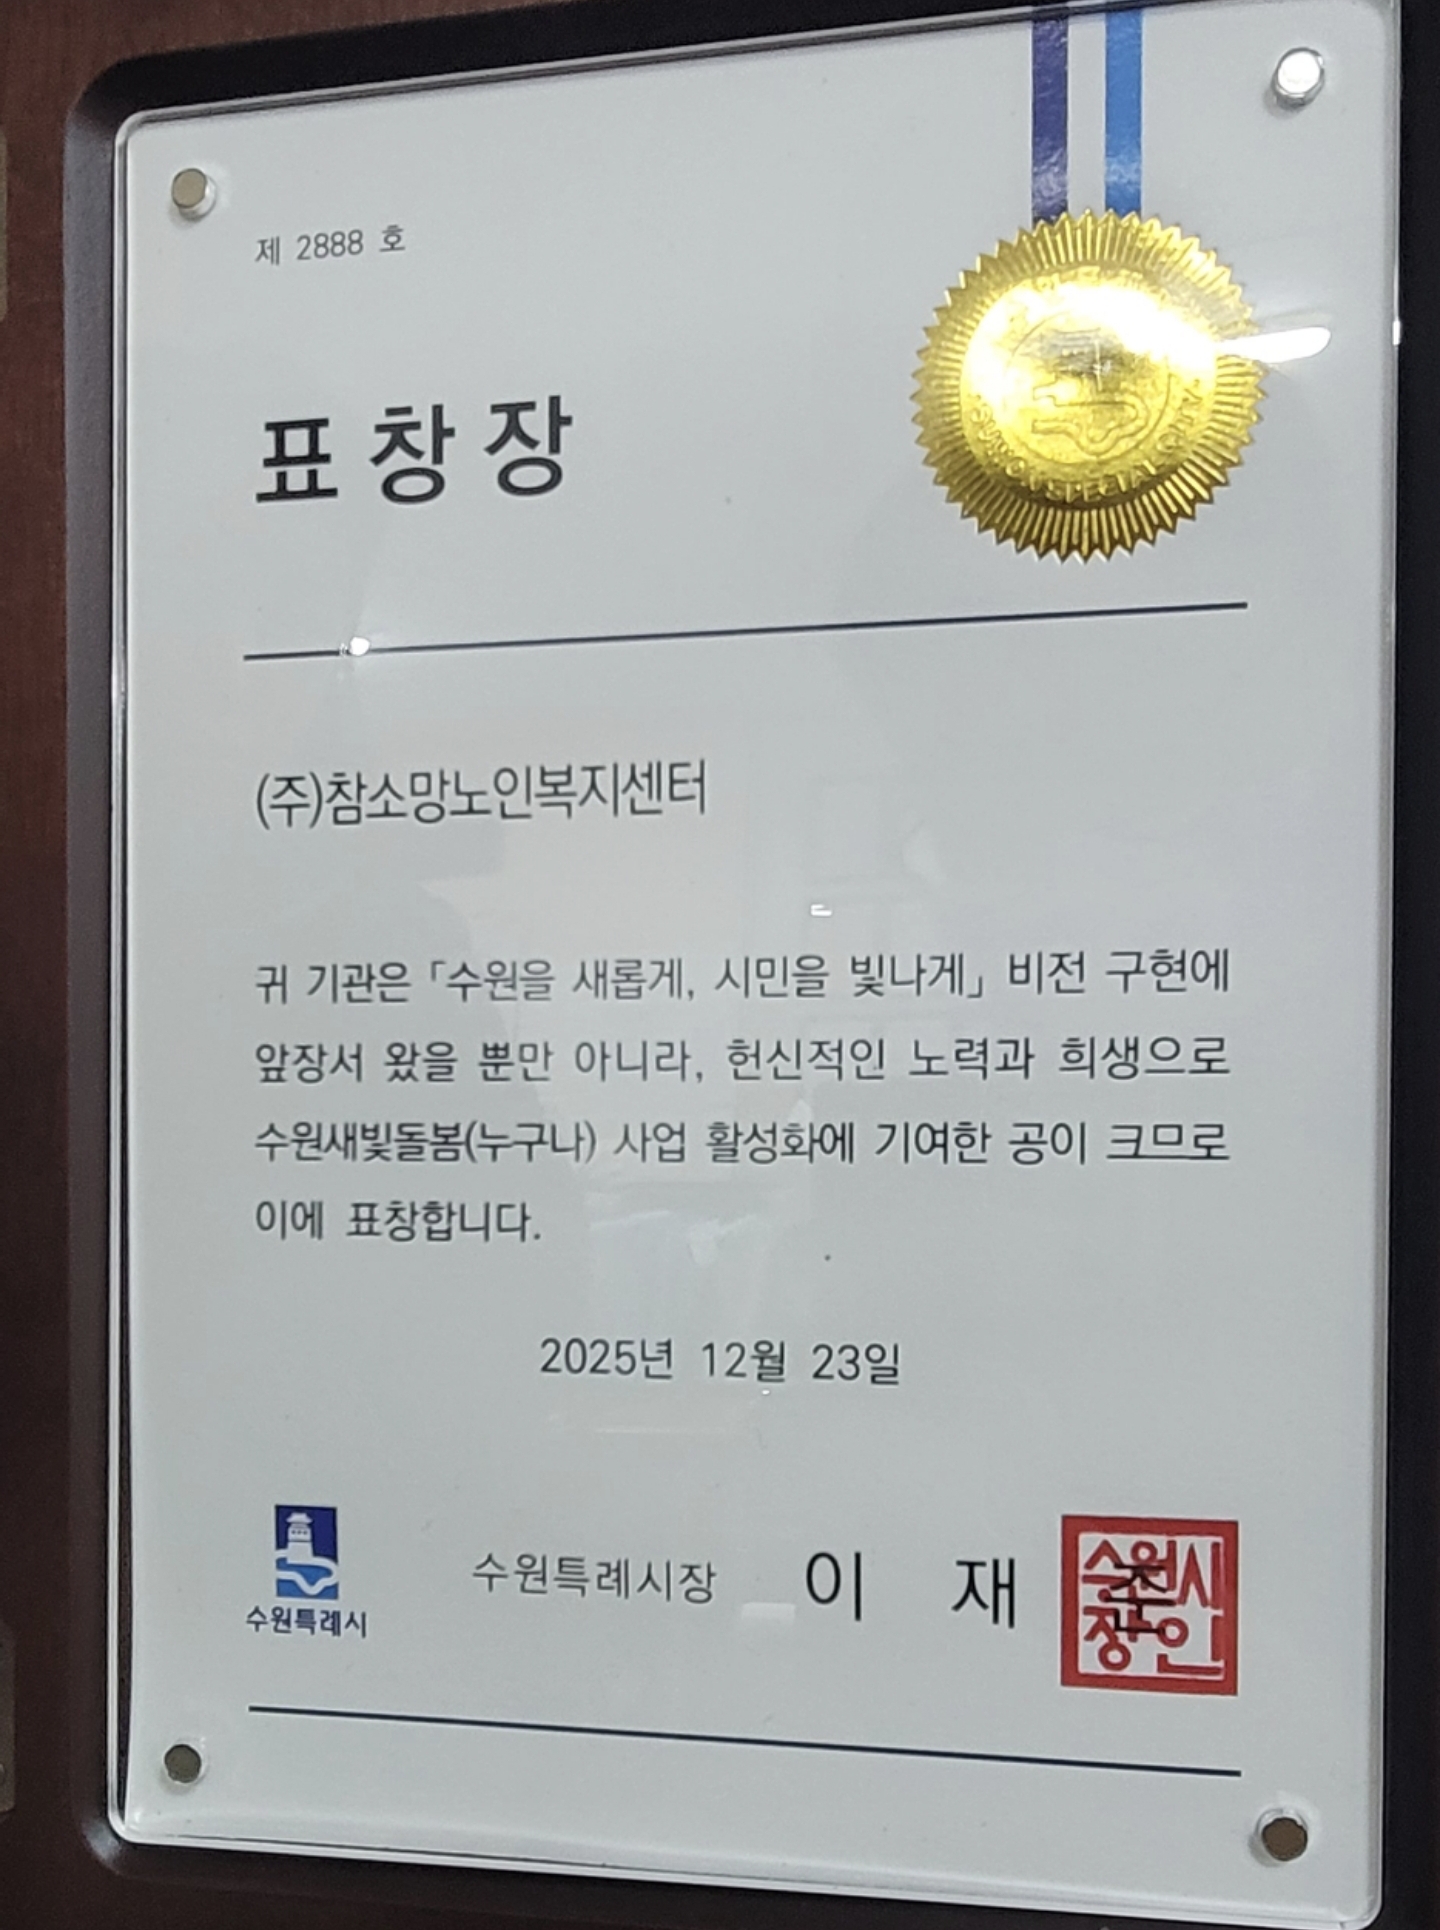 제 2888 호
표창장
(주)참소망노인복지센터
귀 기관은 「수원을 새롭게, 시민을 빛나게」 비전 구현에
앞장서 왔을 뿐만 아니라, 헌신적인 노력과 희생으로
수원새빛돌봄(누구나) 사업 활성화에 기여한 공이 크므로
이에 표창합니다.
2025년 12월 23일
수원특례시
수원특례시장 이 재 준
수원시
장인